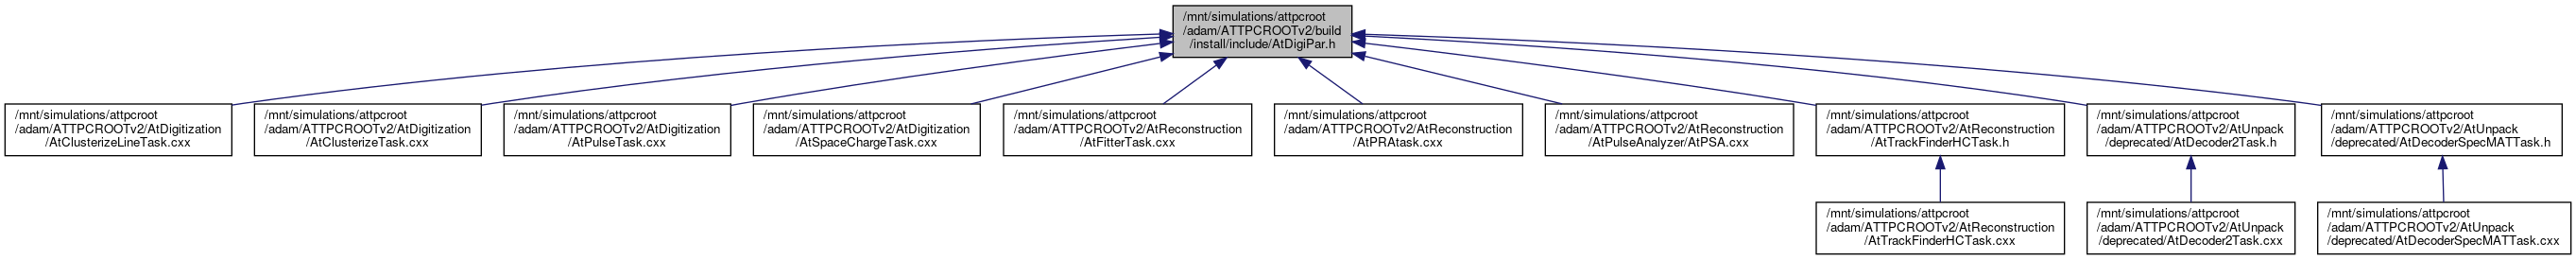 /mnt/simulations/attpcroot
/adam/ATTPCROOTv2/build
/install/include/AtDigiPar.h
/mnt/simulations/attpcroot
/adam/ATTPCROOTv2/AtDigitization
/AtClusterizeLineTask.cxx
/mnt/simulations/attpcroot
/adam/ATTPCROOTv2/AtDigitization
/AtClusterizeTask.cxx
/mnt/simulations/attpcroot
/adam/ATTPCROOTv2/AtDigitization
/AtPulseTask.cxx
/mnt/simulations/attpcroot
/adam/ATTPCROOTv2/AtDigitization
/AtSpaceChargeTask.cxx
/mnt/simulations/attpcroot
/adam/ATTPCROOTv2/AtReconstruction
/AtFitterTask.cxx
/mnt/simulations/attpcroot
/adam/ATTPCROOTv2/AtReconstruction
/AtPRAtask.cxx
/mnt/simulations/attpcroot
/adam/ATTPCROOTv2/AtReconstruction
/AtPulseAnalyzer/AtPSA.cxx
/mnt/simulations/attpcroot
/adam/ATTPCROOTv2/AtReconstruction
/AtTrackFinderHCTask.h
/mnt/simulations/attpcroot
/adam/ATTPCROOTv2/AtUnpack
/deprecated/AtDecoder2Task.h
/mnt/simulations/attpcroot
/adam/ATTPCROOTv2/AtUnpack
/deprecated/AtDecoderSpecMATTask.h
/mnt/simulations/attpcroot
/adam/ATTPCROOTv2/AtReconstruction
/AtTrackFinderHCTask.cxx
/mnt/simulations/attpcroot
/adam/ATTPCROOTv2/AtUnpack
/deprecated/AtDecoder2Task.cxx
/mnt/simulations/attpcroot
/adam/ATTPCROOTv2/AtUnpack
/deprecated/AtDecoderSpecMATTask.cxx